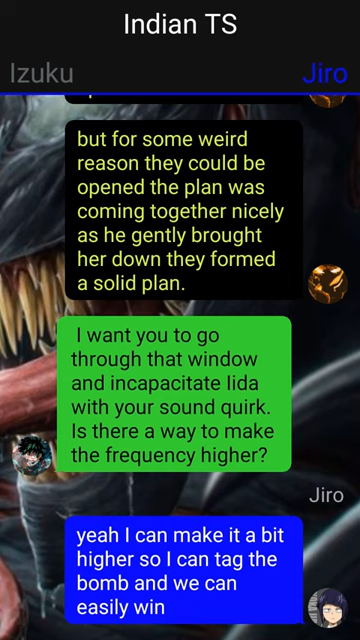 Indian TS
Izuku
Jiro
but for some weird
reason they could be
opened the plan was
coming together nicely
as he gently brought
her down they formed
a solid plan.
I want you to go
through that window
and incapacitate Iida
with your sound quirk.
Is there a way to make
the frequency higher?
Jiro
yeah I can make it a bit
higher so I can tag the
bomb and we can
easily win